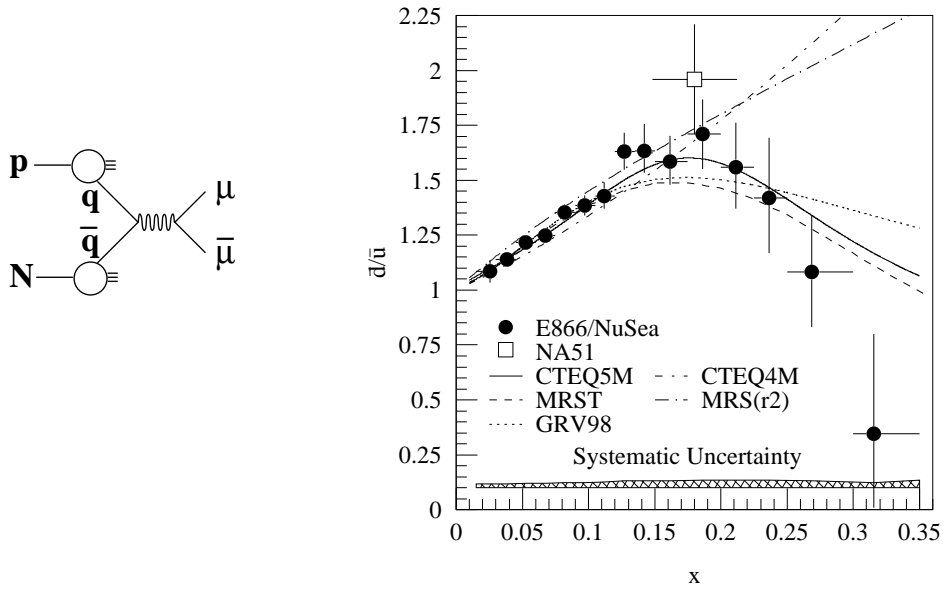 p
q
q̄
N
μ
μ̄
d̄/ū
2.25
2
1.75
1.5
1.25
1
0.75
0.5
0.25
0
E866/NuSea
NA51
CTEQ5M CTEQ4M
MRST MRS(r2)
GRV98
Systematic Uncertainty
0 0.05 0.1 0.15 0.2 0.25 0.3 0.35
x